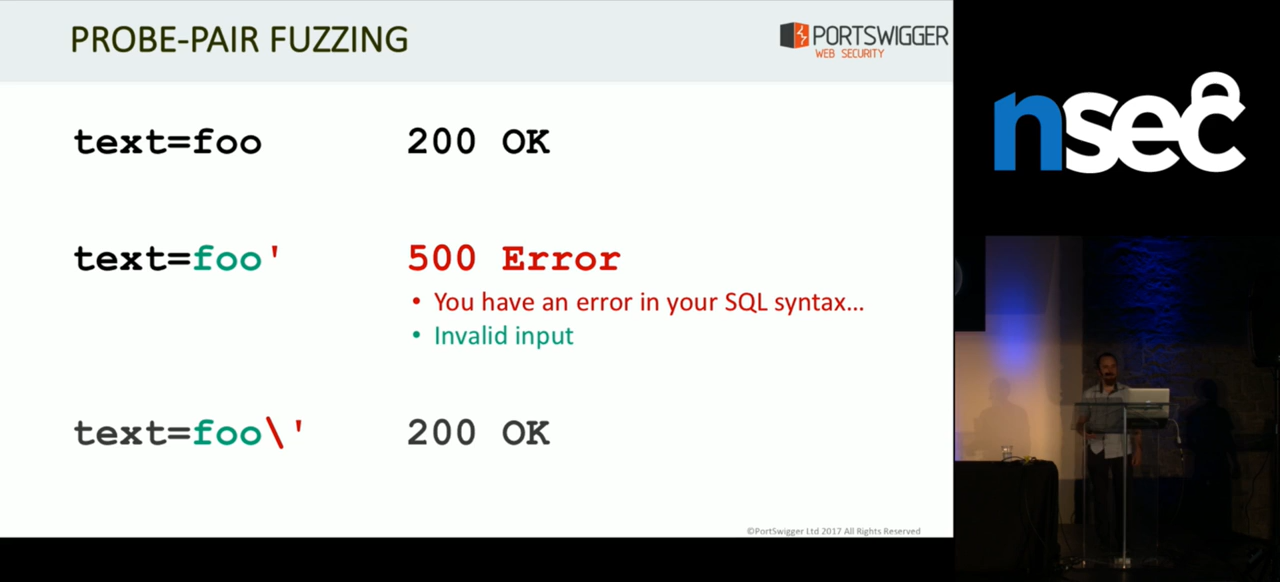 PROBE-PAIR FUZZING
PORTSWIGGER
WEB SECURITY
text=foo 200 OK
text=foo' 500 Error
• You have an error in your SQL syntax...
• Invalid input
text=foo\' 200 OK
©PortSwigger Ltd 2017 All Rights Reserved
nsec